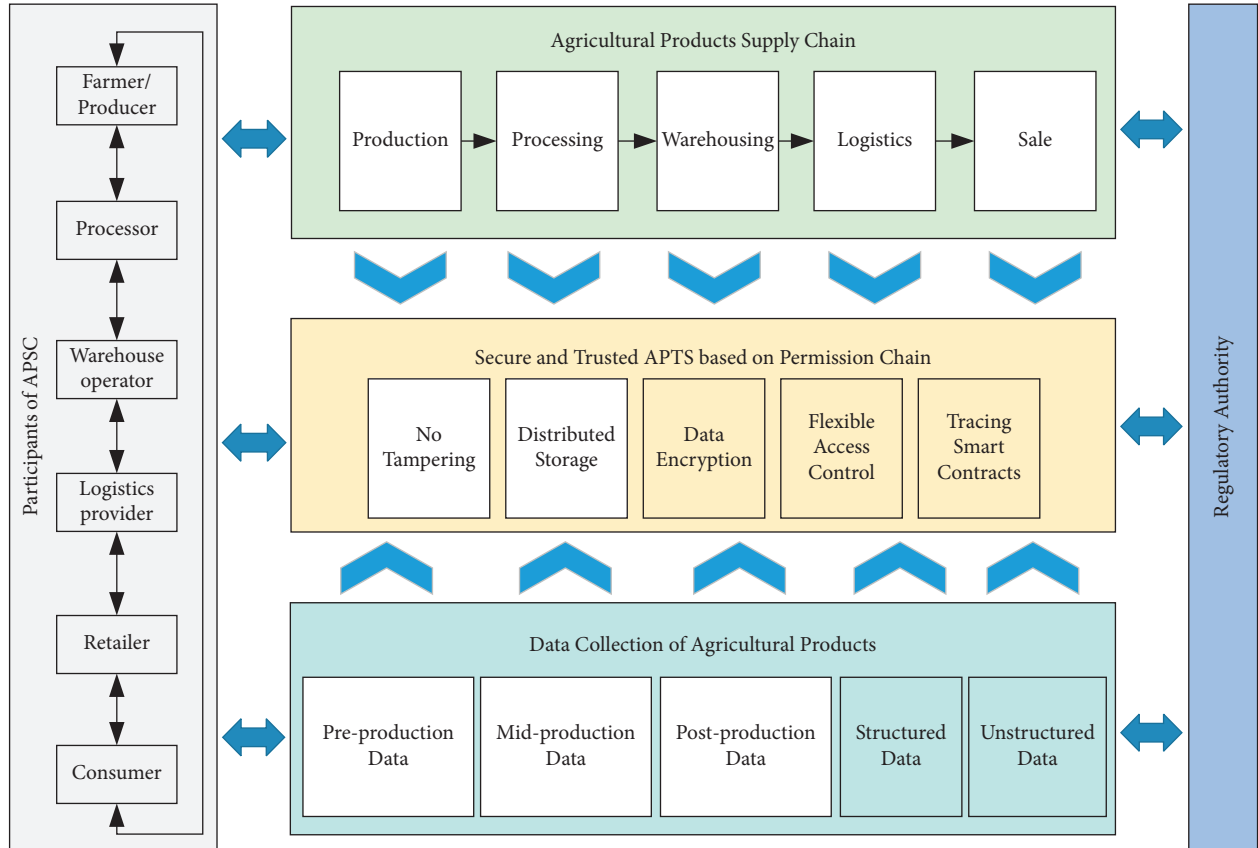 Participants of APSC
Farmer/
Producer
Processor
Warehouse
operator
Logistics
provider
Retailer
Consumer
Agricultural Products Supply Chain
Production
Processing
Warehousing
Logistics
Sale
Secure and Trusted APTS based on Permission Chain
No
Tampering
Distributed
Storage
Data
Encryption
Flexible
Access
Control
Tracing
Smart
Contracts
Data Collection of Agricultural Products
Pre-production
Data
Mid-production
Data
Post-production
Data
Structured
Data
Unstructured
Data
Regulatory Authority